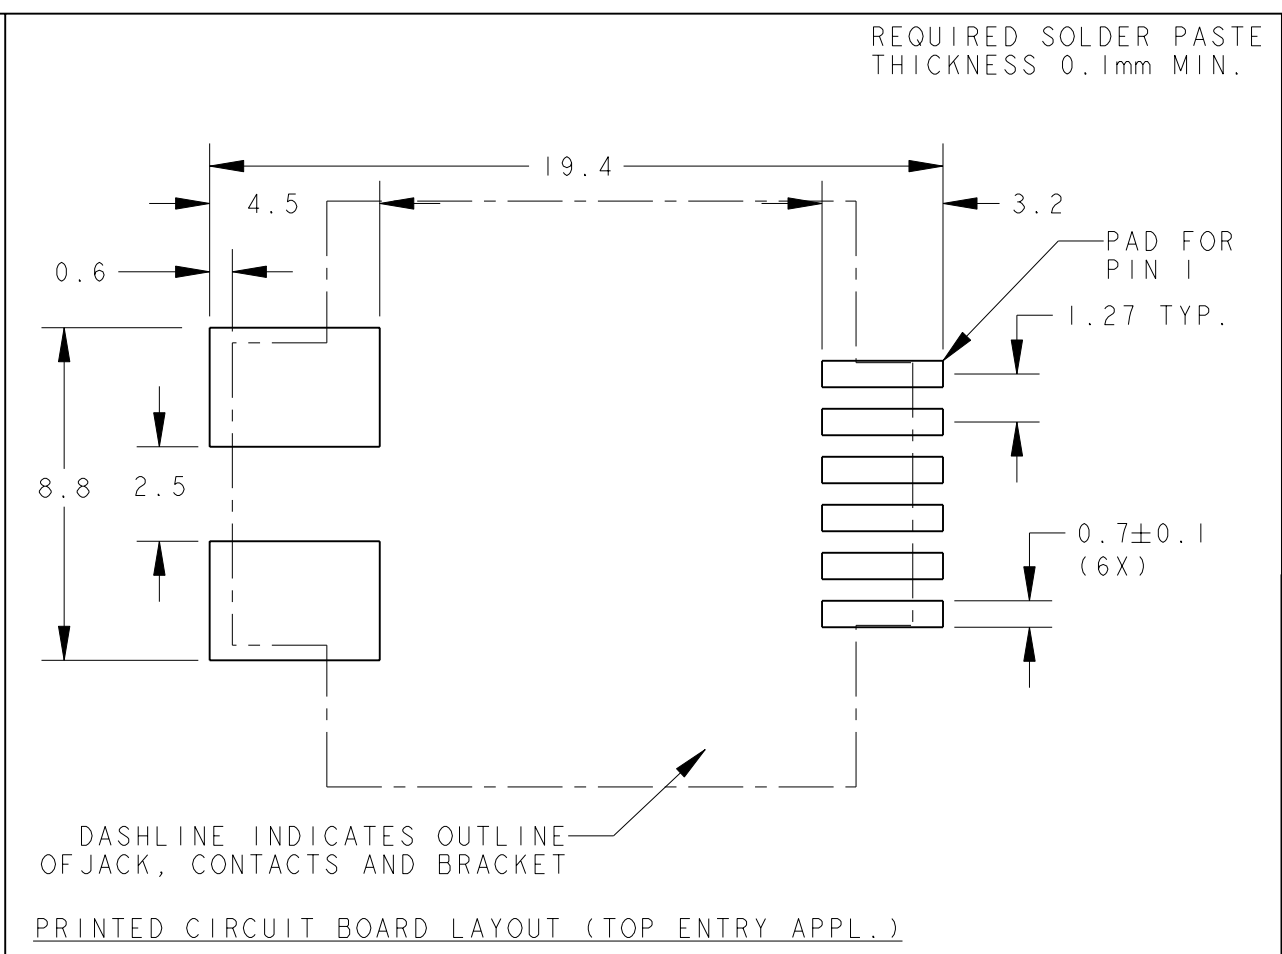 REQUIRED SOLDER PASTE
THICKNESS 0.1mm MIN.
19.4
4.5
3.2
PAD FOR
PIN 1
0.6
1.27 TYP.
8.8
2.5
0.7±0.1
(6X)
DASHLINE INDICATES OUTLINE
OF JACK, CONTACTS AND BRACKET
PRINTED CIRCUIT BOARD LAYOUT (TOP ENTRY APPL.)